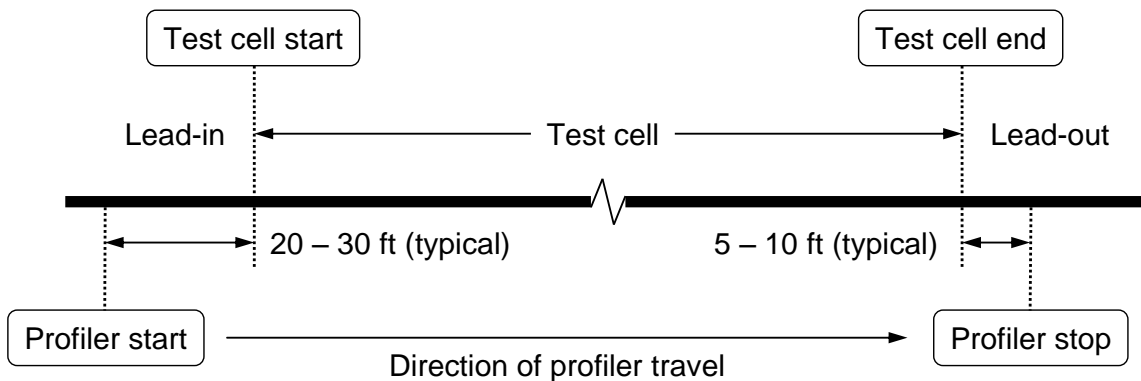 Test cell start
Test cell end
Lead-in
Test cell
Lead-out
20 – 30 ft (typical)
5 – 10 ft (typical)
Profiler start
Profiler stop
Direction of profiler travel